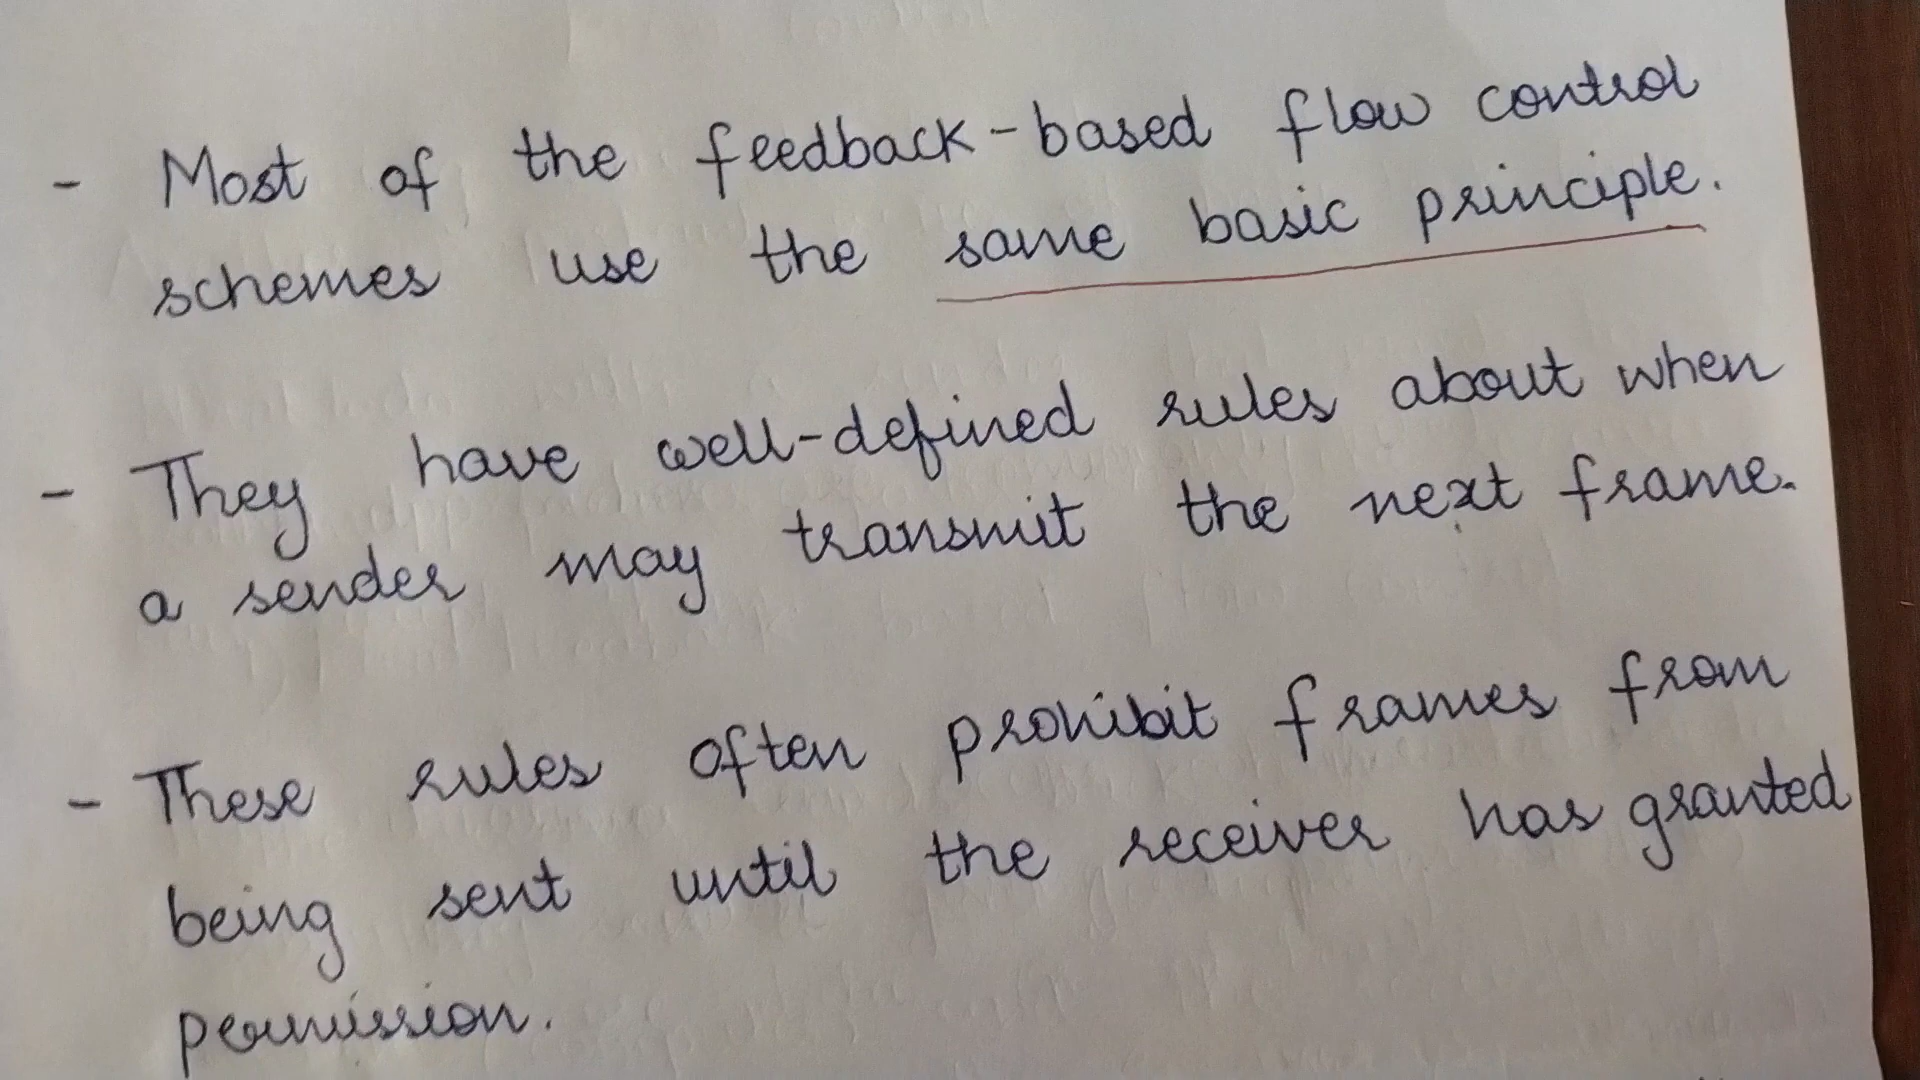 - Most of the feedback-based flow control
schemes use the same basic principle.
- They have well-defined rules about when
a sender may transmit the next frame.
- These rules often prohibit frames from
being sent until the receiver has granted
permission.